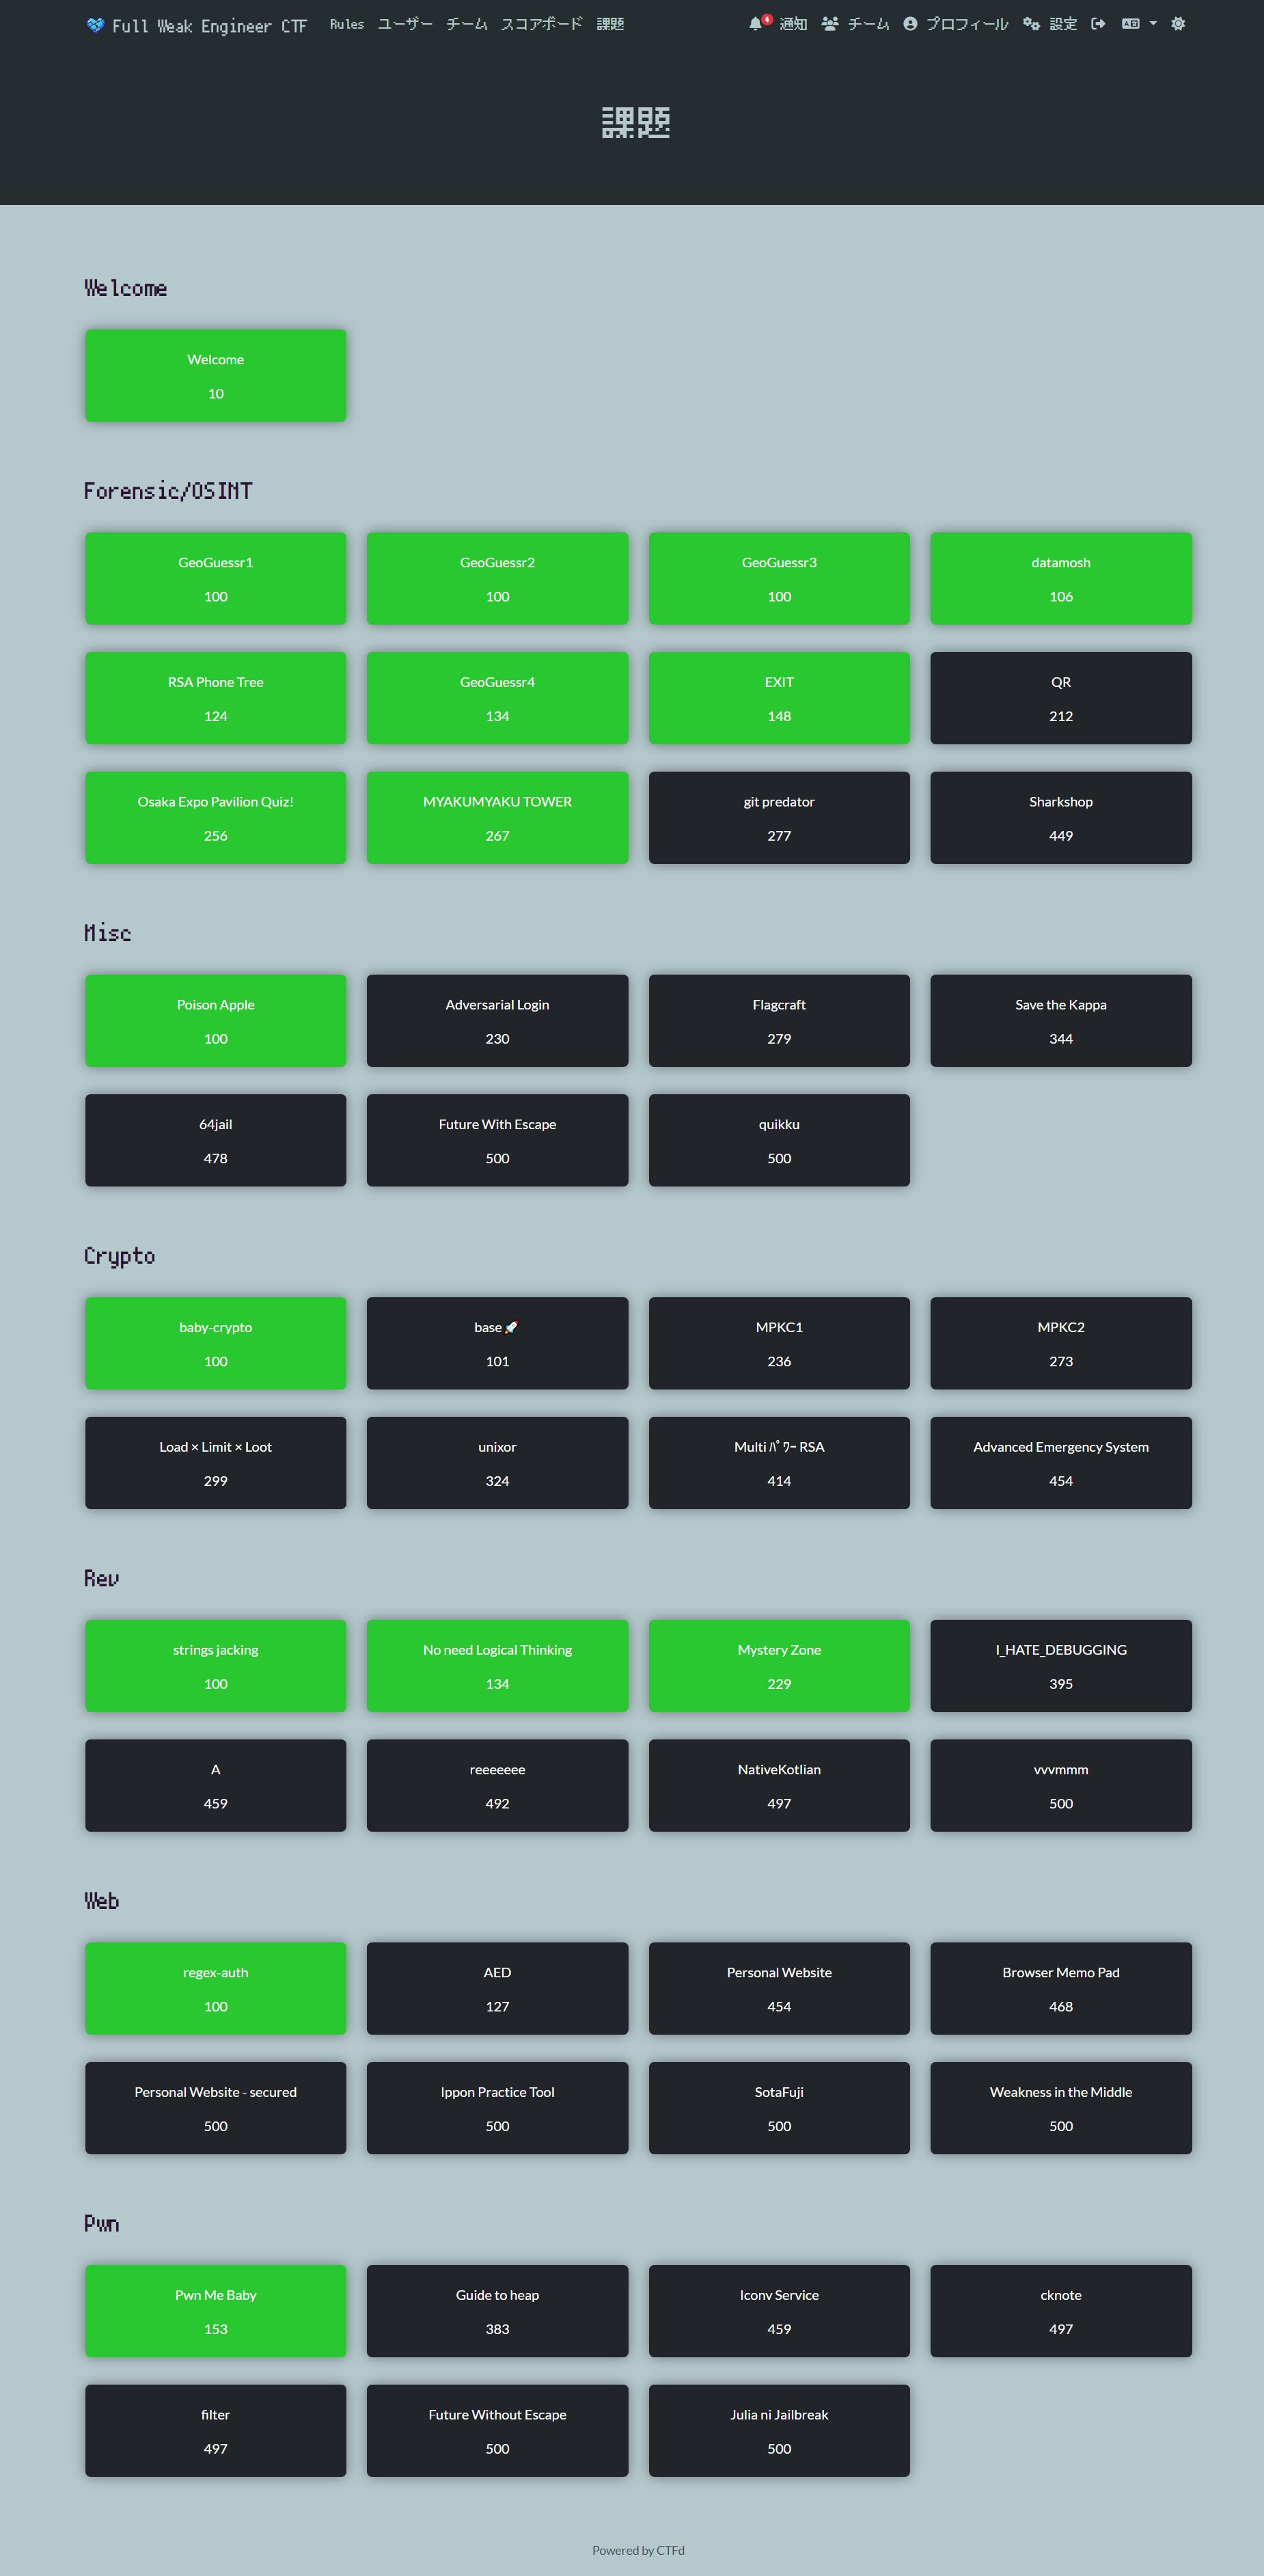 Full Weak Engineer CTF Rules ユーザー チーム スコアボード 課題 通知 チーム プロフィール 設定
課題
Welcome
Welcome
10
Forensic/OSINT
GeoGuessr1 GeoGuessr2 GeoGuessr3 datamosh
100 100 100 106
RSA Phone Tree GeoGuessr4 EXIT QR
124 134 148 212
Osaka Expo Pavilion Quiz! MYAKUMYAKU TOWER git predator Sharkshop
256 267 277 449
Misc
Poison Apple Adversarial Login Flagcraft Save the Kappa
100 230 279 344
64jail Future With Escape quikku
478 500 500
Crypto
baby-crypto base🚀 MPKC1 MPKC2
100 101 236 273
Load × Limit × Loot unixor Multi ﾊﾟﾜｰ RSA Advanced Emergency System
299 324 414 454
Rev
strings jacking No need Logical Thinking Mystery Zone I_HATE_DEBUGGING
100 134 229 395
A reeeeeee NativeKotlian vvvmmm
459 492 497 500
Web
regex-auth AED Personal Website Browser Memo Pad
100 127 454 468
Personal Website - secured Ippon Practice Tool SotaFuji Weakness in the Middle
500 500 500 500
Pwn
Pwn Me Baby Guide to heap Iconv Service cknote
153 383 459 497
filter Future Without Escape Julia ni Jailbreak
497 500 500
Powered by CTFd